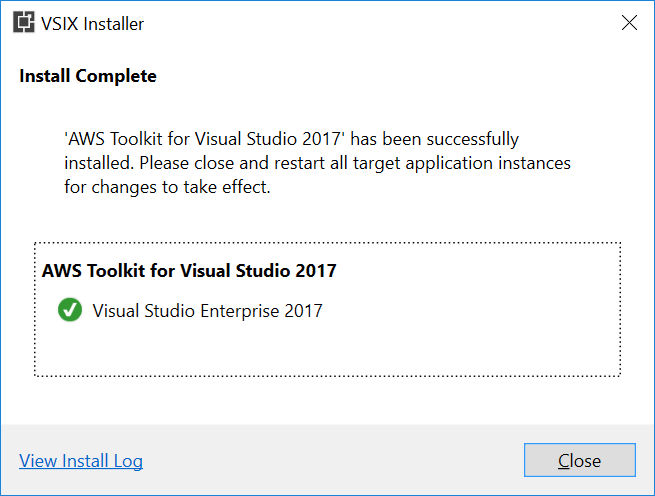 VSIX Installer
Install Complete
'AWS Toolkit for Visual Studio 2017' has been successfully
installed. Please close and restart all target application instances
for changes to take effect.
AWS Toolkit for Visual Studio 2017
Visual Studio Enterprise 2017
View Install Log
Close